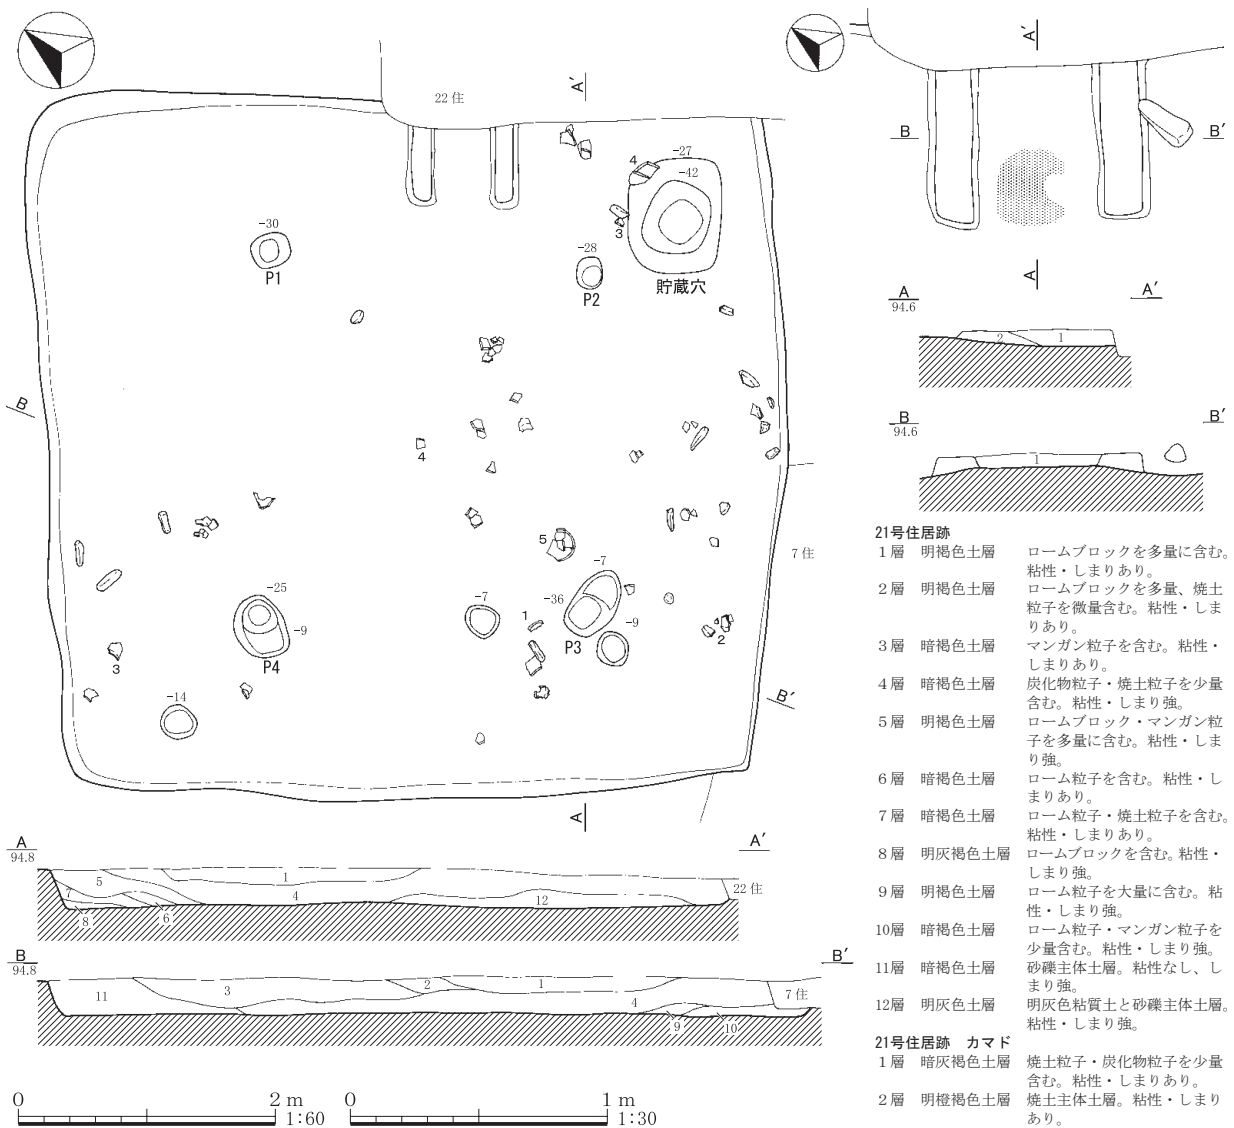 22 住
A′
4
-27
-42
3
-30
P1
-28
P2
貯蔵穴
B
4
5
-7
-25
-36
-7
-9
1
-9
P4
P3
2
3
-14
7 住
B′
A
A′
B
B′
A
A
94.6
A′
2
1
B
94.6
B′
1
A
94.8
A′
5
1
7
4
12
8
6
22 住
B
94.8
B′
11
3
2
1
4
9
10
7 住
0
2 m
1:60
0
1 m
1:30
21号住居跡
1層 明褐色土層 ロームブロックを多量に含む。
粘性・しまりあり。
2層 明褐色土層 ロームブロックを多量、焼土
粒子を微量含む。粘性・しま
りあり。
3層 暗褐色土層 マンガン粒子を含む。粘性・
しまりあり。
4層 暗褐色土層 炭化物粒子・焼土粒子を少量
含む。粘性・しまり強。
5層 明褐色土層 ロームブロック・マンガン粒
子を多量に含む。粘性・しま
り強。
6層 暗褐色土層 ローム粒子を含む。粘性・し
まりあり。
7層 暗褐色土層 ローム粒子・焼土粒子を含む。
粘性・しまりあり。
8層 明灰褐色土層 ロームブロックを含む。粘性・
しまり強。
9層 明褐色土層 ローム粒子を大量に含む。粘
性・しまり強。
10層 暗褐色土層 ローム粒子・マンガン粒子を
少量含む。粘性・しまり強。
11層 暗褐色土層 砂礫主体土層。粘性なし、し
まり強。
12層 明灰色土層 明灰色粘質土と砂礫主体土層。
粘性・しまり強。
21号住居跡 カマド
1層 暗灰褐色土層 焼土粒子・炭化物粒子を少量
含む。粘性・しまりあり。
2層 明橙褐色土層 焼土主体土層。粘性・しまり
あり。